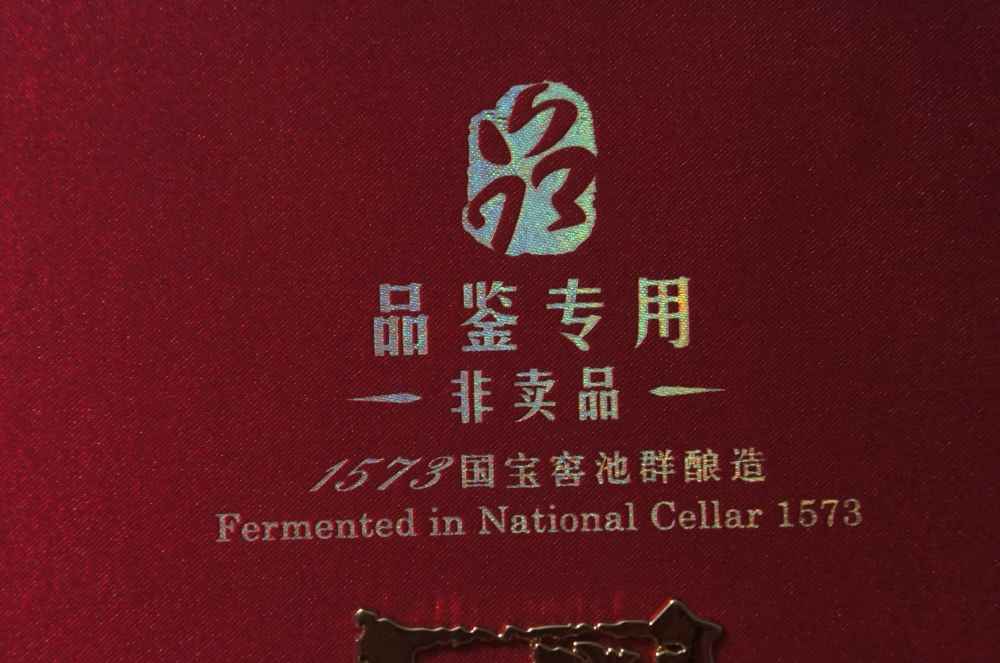 品
品鉴专用
非卖品
1573国宝窖池群酿造
Fermented in National Cellar 1573